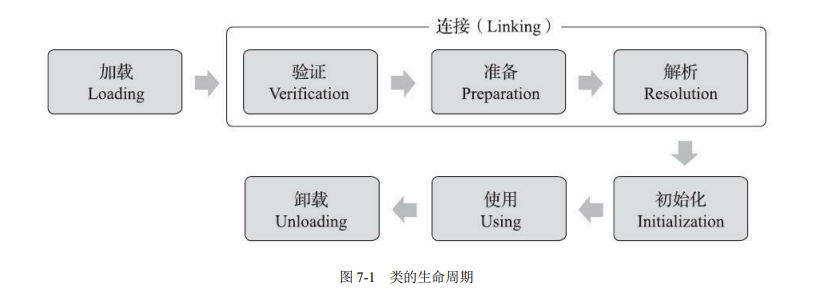 连接（Linking）
加载
Loading
验证
Verification
准备
Preparation
解析
Resolution
初始化
Initialization
使用
Using
卸载
Unloading
图 7-1 类的生命周期